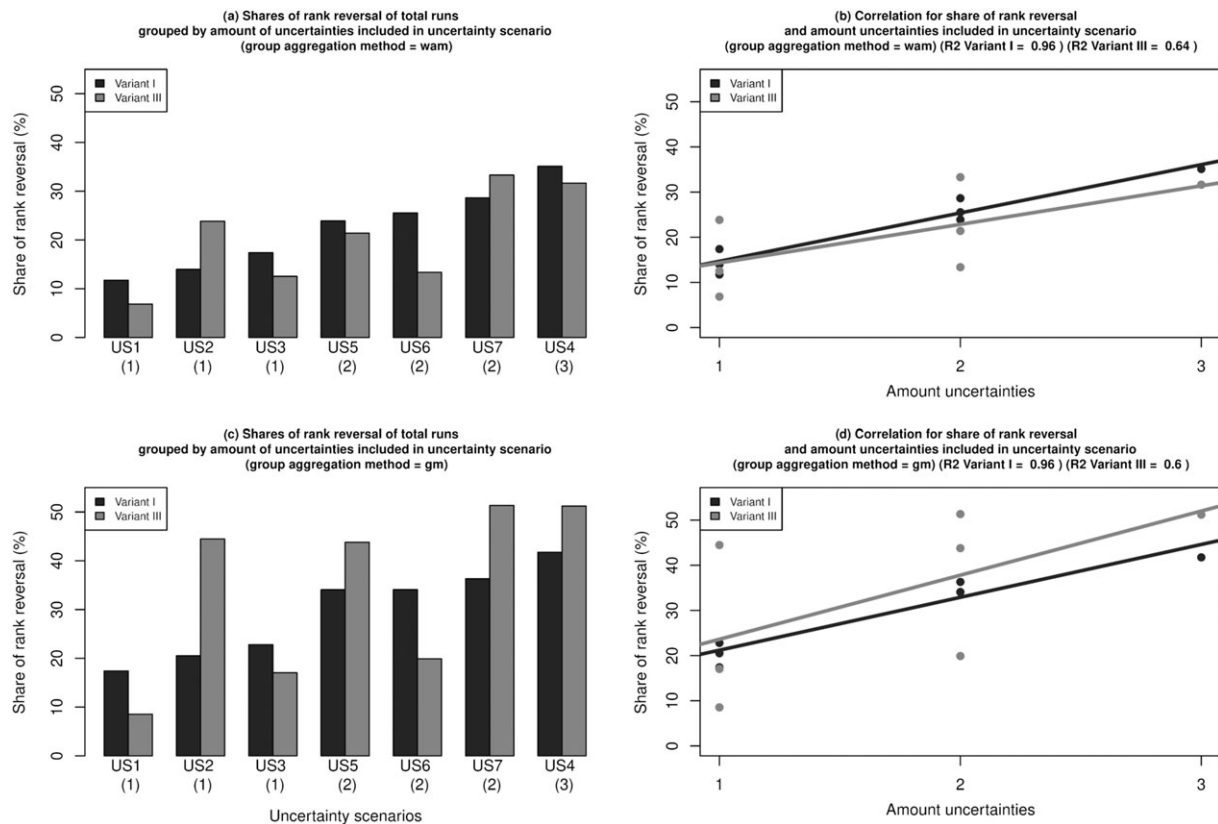 (a) Shares of rank reversal of total runs
grouped by amount of uncertainties included in uncertainty scenario
(group aggregation method = wam)
Variant I
Variant III
Share of rank reversal (%)
50
40
30
20
10
0
US1 US2 US3 US5 US6 US7 US4
(1) (1) (1) (2) (2) (2) (3)
(b) Correlation for share of rank reversal
and amount uncertainties included in uncertainty scenario
(group aggregation method = wam) (R2 Variant I = 0.96 ) (R2 Variant III = 0.64 )
Variant I
Variant III
Share of rank reversal (%)
50
40
30
20
10
0
1 2 3
Amount uncertainties
(c) Shares of rank reversal of total runs
grouped by amount of uncertainties included in uncertainty scenario
(group aggregation method = gm)
Variant I
Variant III
Share of rank reversal (%)
50
40
30
20
10
0
US1 US2 US3 US5 US6 US7 US4
(1) (1) (1) (2) (2) (2) (3)
Uncertainty scenarios
(d) Correlation for share of rank reversal
and amount uncertainties included in uncertainty scenario
(group aggregation method = gm) (R2 Variant I = 0.96 ) (R2 Variant III = 0.6 )
Variant I
Variant III
Share of rank reversal (%)
50
40
30
20
10
0
1 2 3
Amount uncertainties